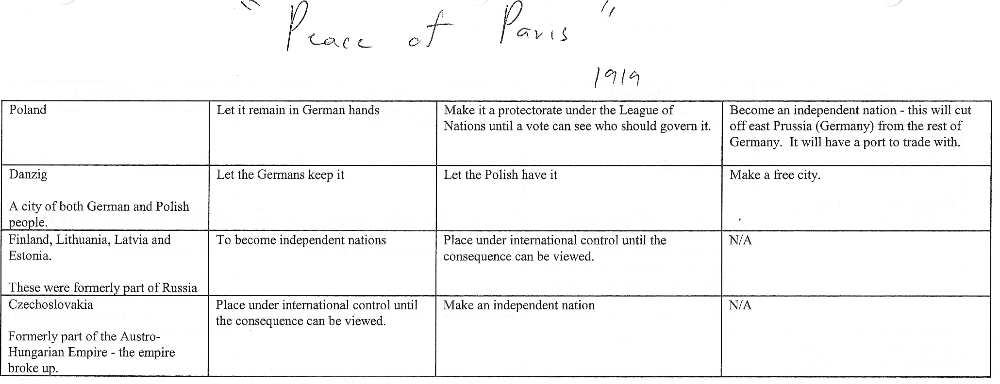 "Peace of Paris"
1919
Poland
Let it remain in German hands
Make it a protectorate under the League of
Nations until a vote can see who should govern it.
Become an independent nation - this will cut
off east Prussia (Germany) from the rest of
Germany. It will have a port to trade with.
Danzig
A city of both German and Polish
people.
Let the Germans keep it
Let the Polish have it
Make a free city.
Finland, Lithuania, Latvia and
Estonia.
These were formerly part of Russia
To become independent nations
Place under international control until the
consequence can be viewed.
N/A
Czechoslovakia
Formerly part of the Austro-
Hungarian Empire - the empire
broke up.
Place under international control until
the consequence can be viewed.
Make an independent nation
N/A